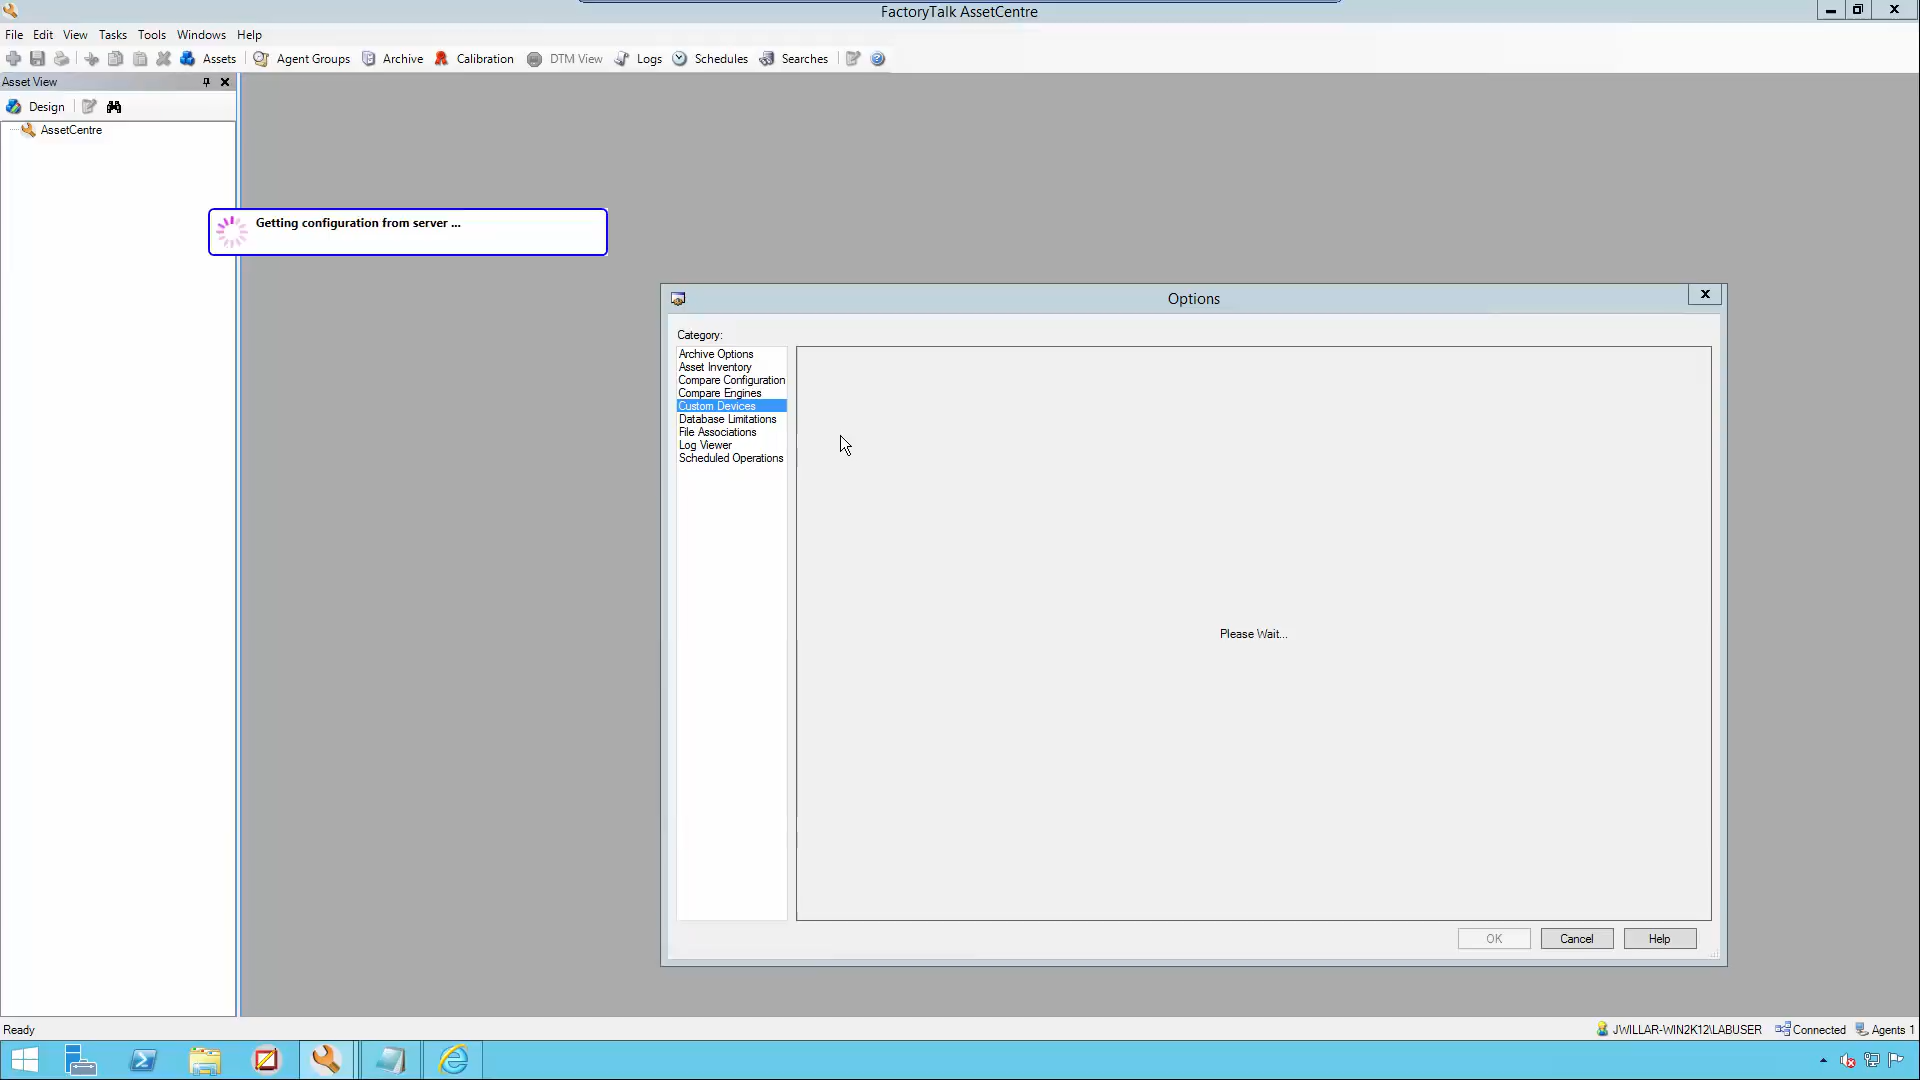 FactoryTalk AssetCentre
File Edit View Tasks Tools Windows Help
Assets Agent Groups Archive Calibration DTM View Logs Schedules Searches
Asset View
Design
AssetCentre
Getting configuration from server ...
Options
Category:
Archive Options
Asset Inventory
Compare Configuration
Compare Engines
Custom Devices
Database Limitations
File Associations
Log Viewer
Scheduled Operations
Please Wait...
OK Cancel Help
Ready JWILLAR-WIN2K12\LABUSER Connected Agents 1